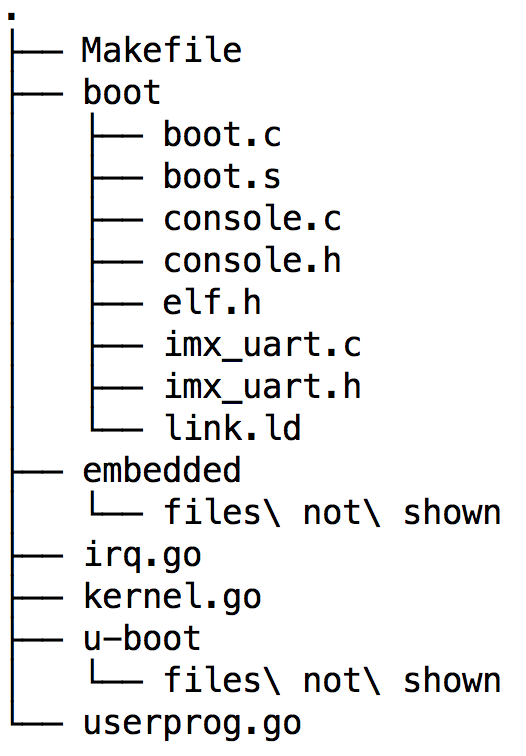 .
├── Makefile
├── boot
│   ├── boot.c
│   ├── boot.s
│   ├── console.c
│   ├── console.h
│   ├── elf.h
│   ├── imx_uart.c
│   ├── imx_uart.h
│   └── link.ld
├── embedded
│   └── files\ not\ shown
├── irq.go
├── kernel.go
├── u-boot
│   └── files\ not\ shown
└── userprog.go